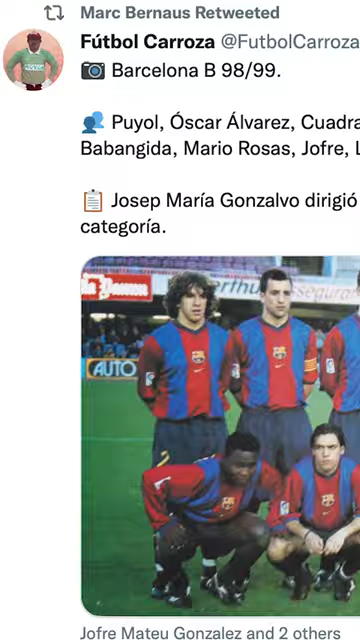 Marc Bernaus Retweeted
Fútbol Carroza @FutbolCarroza
Barcelona B 98/99.
Puyol, Óscar Álvarez, Cuadra
Babangida, Mario Rosas, Jofre, L
Josep María Gonzalvo dirigió
categoría.
AUTO
Jofre Mateu Gonzalez and 2 others